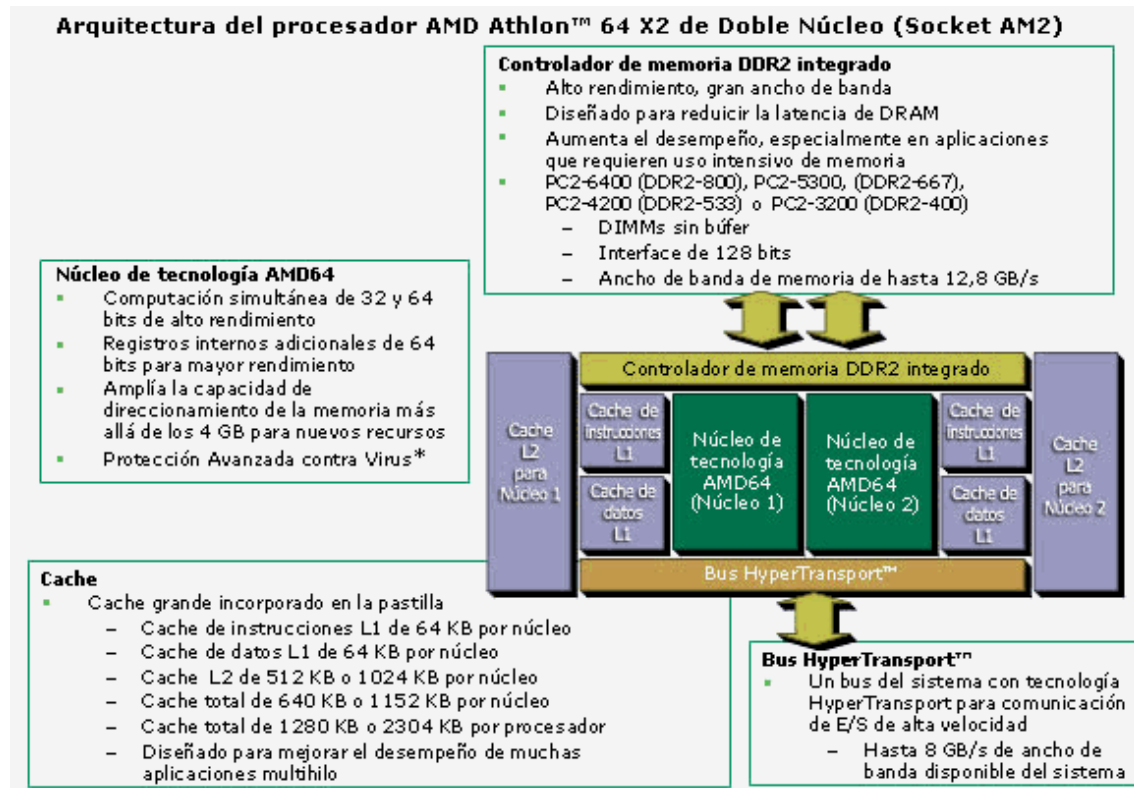 Arquitectura del procesador AMD Athlon™ 64 X2 de Doble Núcleo (Socket AM2)
Controlador de memoria DDR2 integrado
▪ Alto rendimiento, gran ancho de banda
▪ Diseñado para reduicir la latencia de DRAM
▪ Aumenta el desempeño, especialmente en aplicaciones
que requieren uso intensivo de memoria
▪ PC2-6400 (DDR2-800), PC2-5300, (DDR2-667),
PC2-4200 (DDR2-533) o PC2-3200 (DDR2-400)
– DIMMs sin búfer
– Interface de 128 bits
– Ancho de banda de memoria de hasta 12,8 GB/s
Núcleo de tecnología AMD64
▪ Computación simultánea de 32 y 64
bits de alto rendimiento
▪ Registros internos adicionales de 64
bits para mayor rendimiento
▪ Amplía la capacidad de
direccionamiento de la memoria más
allá de los 4 GB para nuevos recursos
▪ Protección Avanzada contra Virus*
Controlador de memoria DDR2 integrado
Cache
L2
para
Núcleo 1
Cache de
instrucciones
L1
Cache de
datos
L1
Núcleo de
tecnología
AMD64
(Núcleo 1)
Núcleo de
tecnología
AMD64
(Núcleo 2)
Cache de
instrucciones
L1
Cache de
datos
L1
Cache
L2
para
Núcleo 2
Bus HyperTransport™
Cache
▪ Cache grande incorporado en la pastilla
– Cache de instrucciones L1 de 64 KB por núcleo
– Cache de datos L1 de 64 KB por núcleo
– Cache L2 de 512 KB o 1024 KB por núcleo
– Cache total de 640 KB o 1152 KB por núcleo
– Cache total de 1280 KB o 2304 KB por procesador
– Diseñado para mejorar el desempeño de muchas
aplicaciones multihilo
Bus HyperTransport™
▪ Un bus del sistema con tecnología
HyperTransport para comunicación
de E/S de alta velocidad
– Hasta 8 GB/s de ancho de
banda disponible del sistema